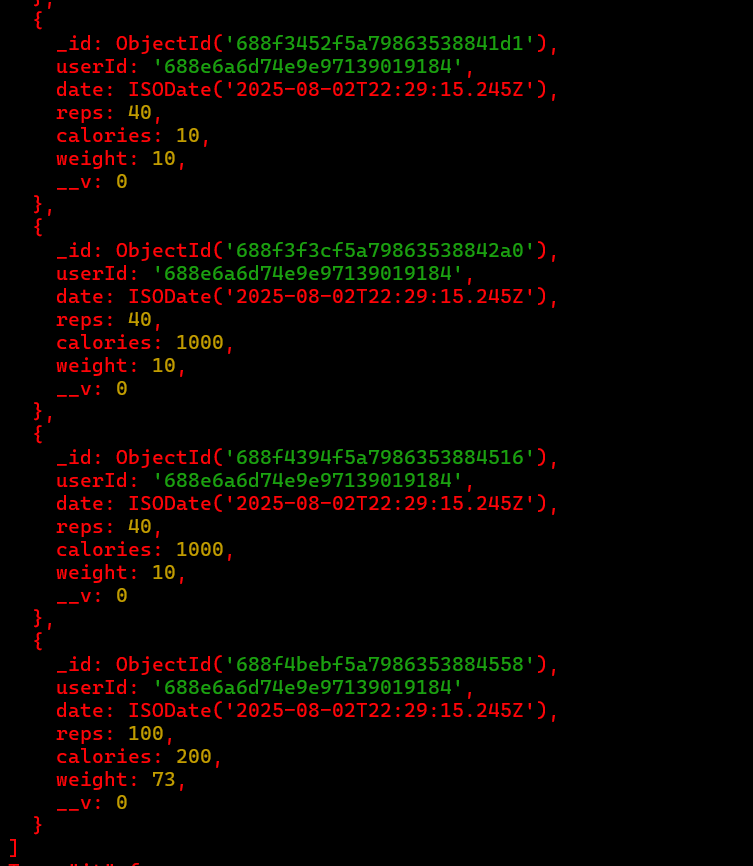 },
{
_id: ObjectId('688f3452f5a79863538841d1'),
userId: '688e6a6d74e9e97139019184',
date: ISODate('2025-08-02T22:29:15.245Z'),
reps: 40,
calories: 10,
weight: 10,
__v: 0
},
{
_id: ObjectId('688f3f3cf5a79863538842a0'),
userId: '688e6a6d74e9e97139019184',
date: ISODate('2025-08-02T22:29:15.245Z'),
reps: 40,
calories: 1000,
weight: 10,
__v: 0
},
{
_id: ObjectId('688f4394f5a7986353884516'),
userId: '688e6a6d74e9e97139019184',
date: ISODate('2025-08-02T22:29:15.245Z'),
reps: 40,
calories: 1000,
weight: 10,
__v: 0
},
{
_id: ObjectId('688f4bebf5a7986353884558'),
userId: '688e6a6d74e9e97139019184',
date: ISODate('2025-08-02T22:29:15.245Z'),
reps: 100,
calories: 200,
weight: 73,
__v: 0
}
]